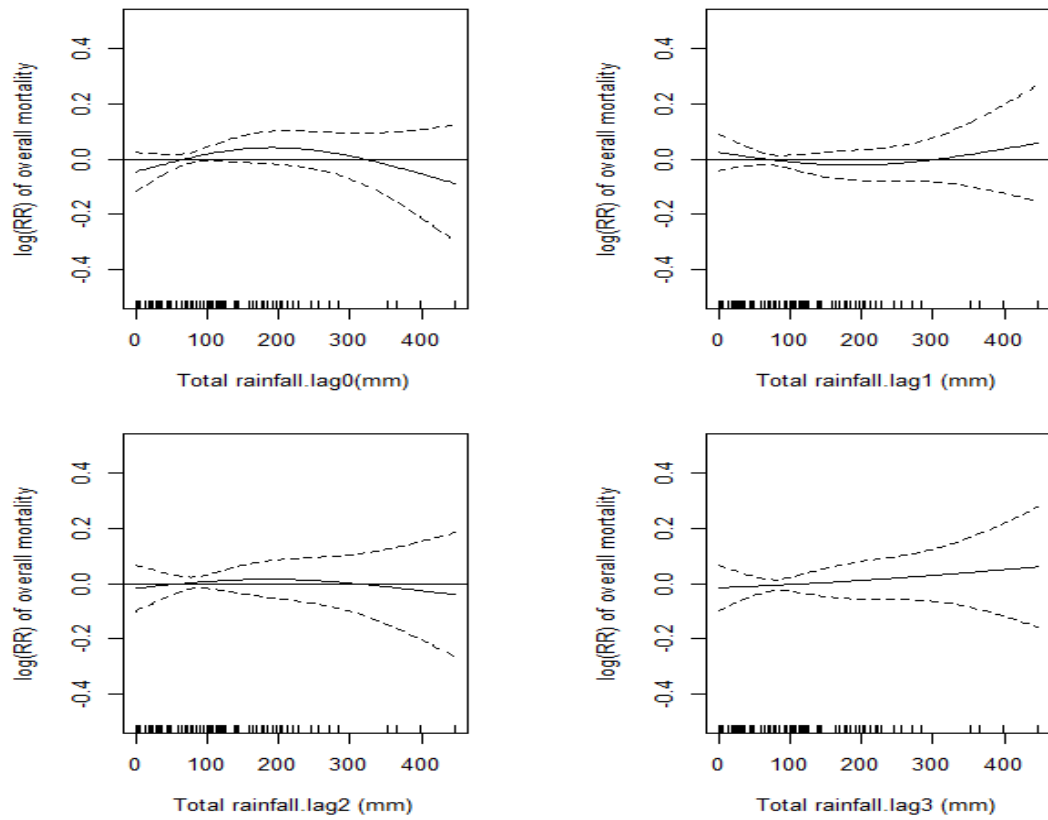 log(RR) of overall mortality
0.4
0.2
0.0
-0.2
-0.4
0 100 200 300 400
Total rainfall.lag0(mm)
log(RR) of overall mortality
0.4
0.2
0.0
-0.2
-0.4
0 100 200 300 400
Total rainfall.lag1 (mm)
log(RR) of overall mortality
0.4
0.2
0.0
-0.2
-0.4
0 100 200 300 400
Total rainfall.lag2 (mm)
log(RR) of overall mortality
0.4
0.2
0.0
-0.2
-0.4
0 100 200 300 400
Total rainfall.lag3 (mm)